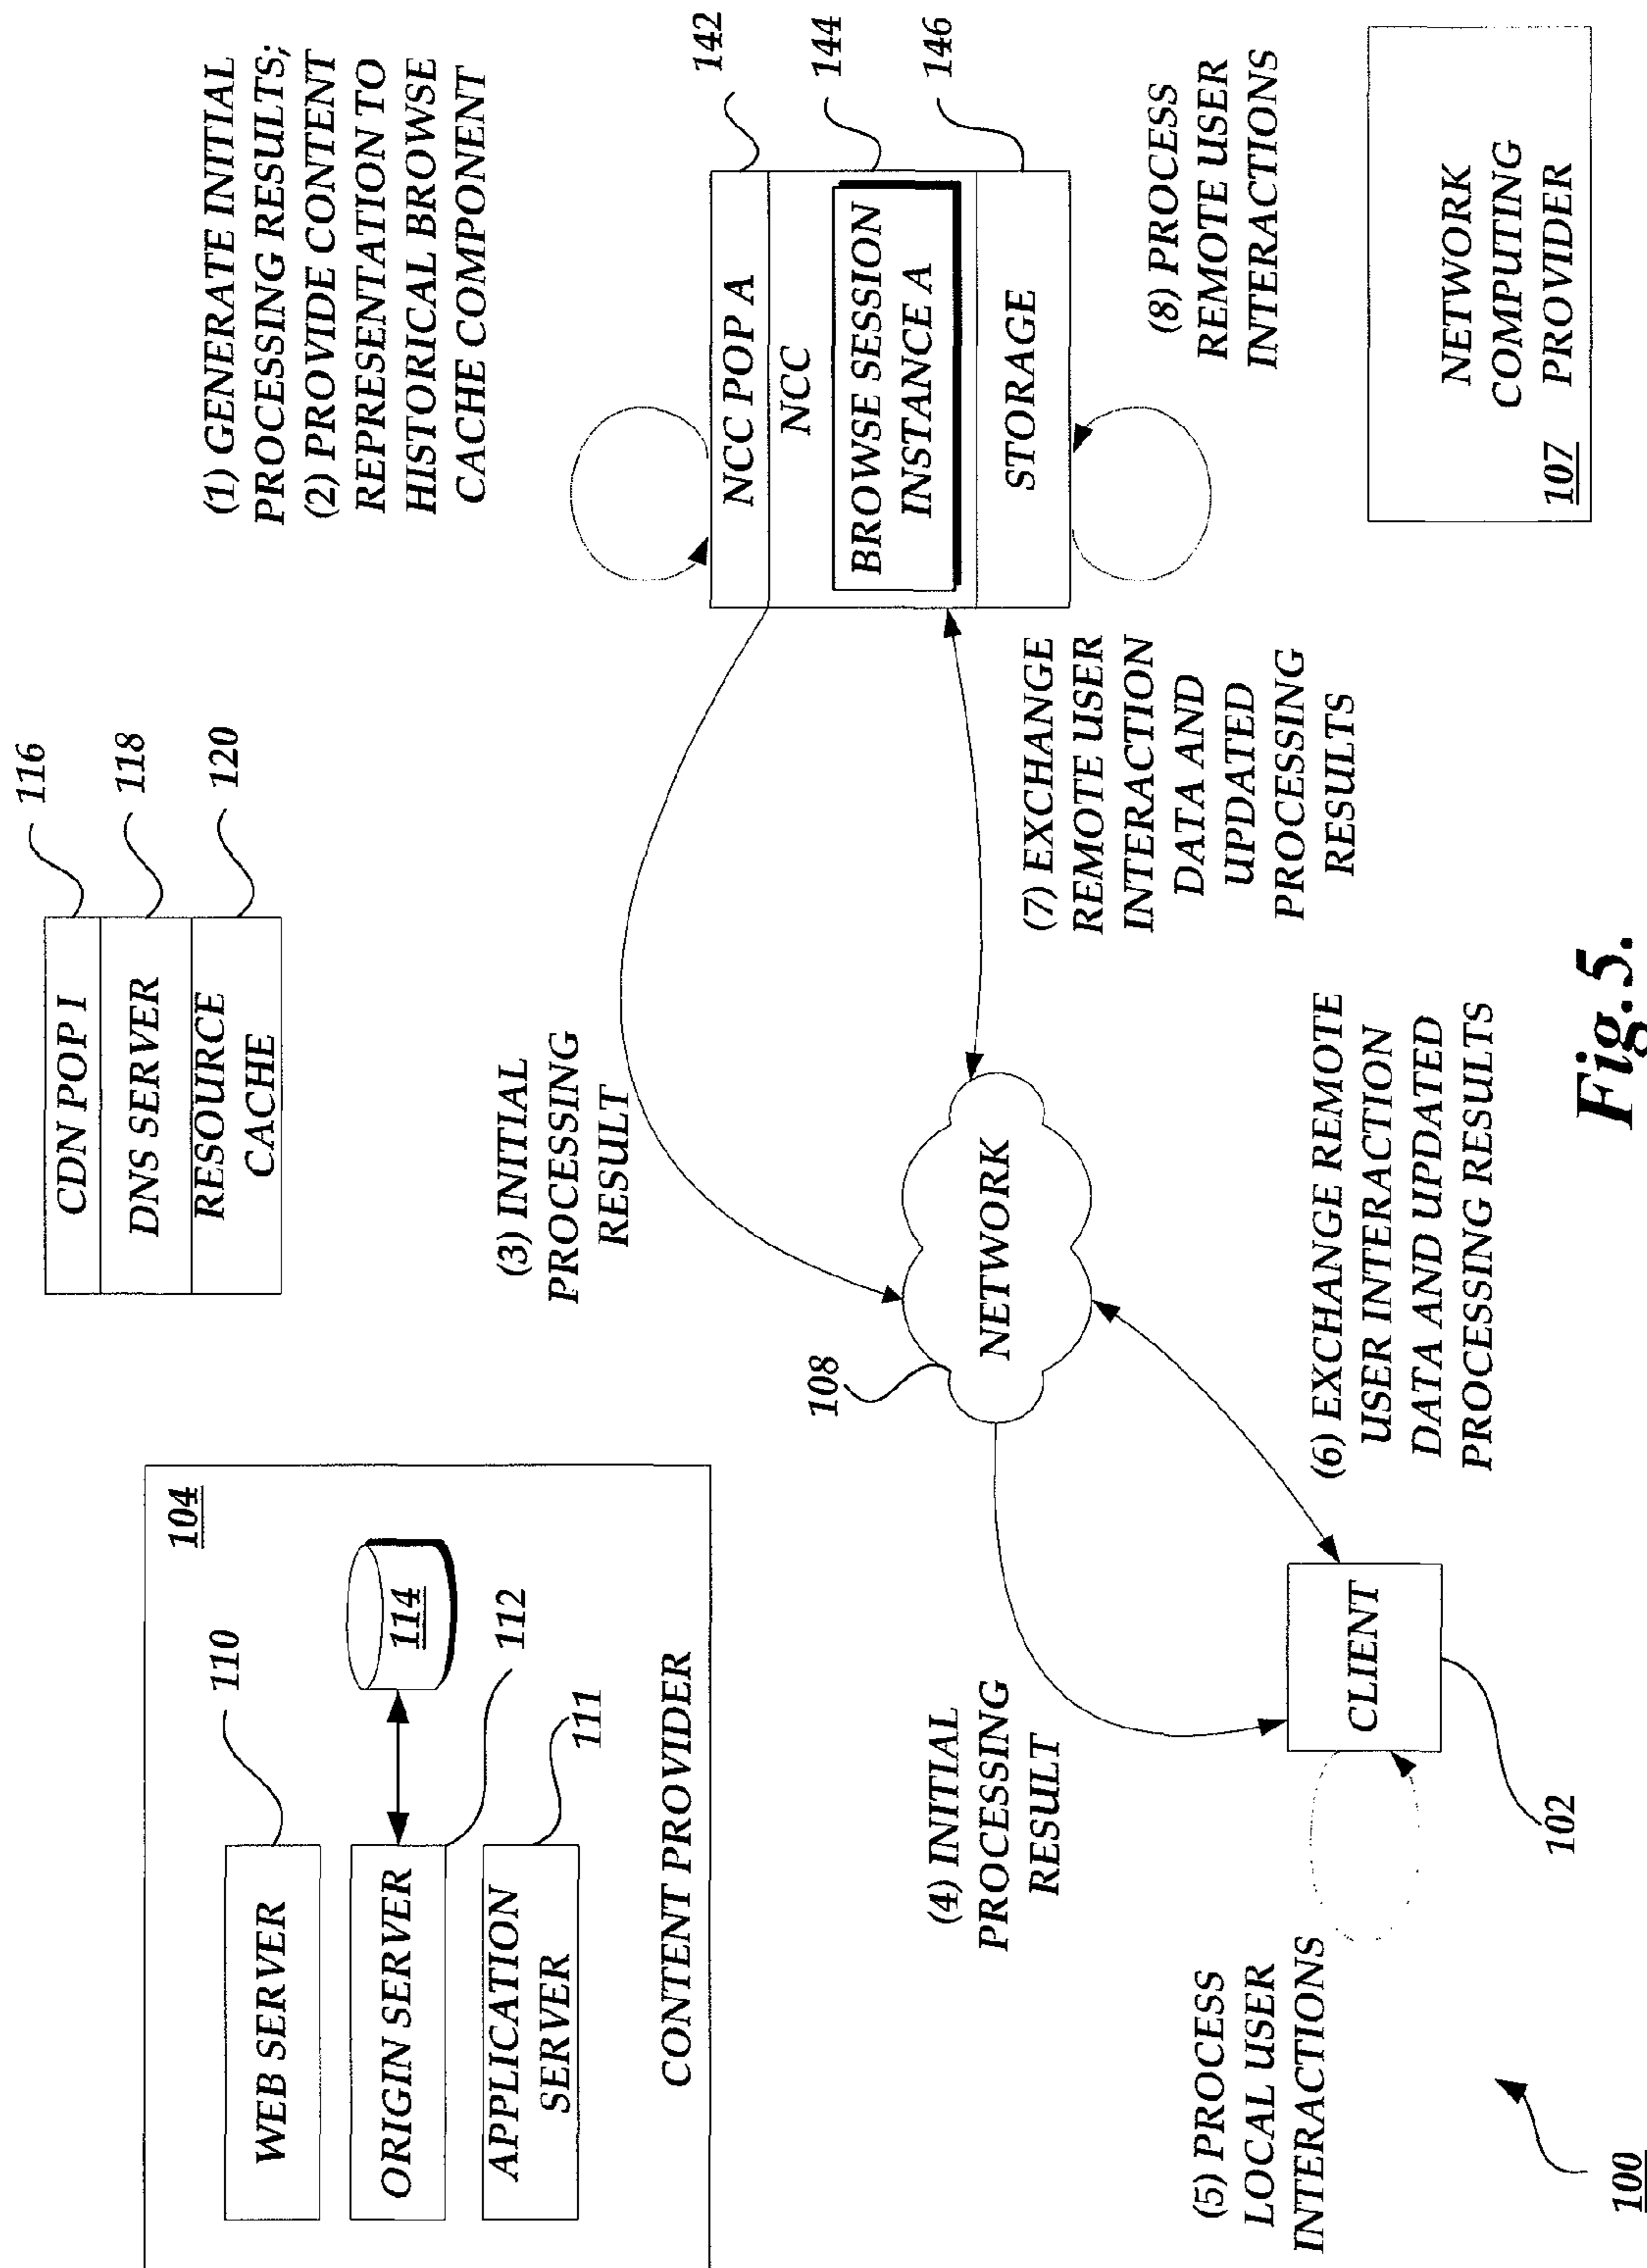 104
WEB SERVER
110
ORIGIN SERVER
114
112
APPLICATION
SERVER
111
CONTENT PROVIDER
CDN POP I
116
DNS SERVER
118
RESOURCE
CACHE
120
(1) GENERATE INITIAL
PROCESSING RESULTS;
(2) PROVIDE CONTENT
REPRESENTATION TO
HISTORICAL BROWSE
CACHE COMPONENT
(3) INITIAL
PROCESSING
RESULT
NCC POP A
142
NCC
144
BROWSE SESSION
INSTANCE A
STORAGE
146
108
NETWORK
(4) INITIAL
PROCESSING
RESULT
(7) EXCHANGE
REMOTE USER
INTERACTION
DATA AND
UPDATED
PROCESSING
RESULTS
(8) PROCESS
REMOTE USER
INTERACTIONS
(5) PROCESS
LOCAL USER
INTERACTIONS
CLIENT
102
(6) EXCHANGE REMOTE
USER INTERACTION
DATA AND UPDATED
PROCESSING RESULTS
NETWORK
COMPUTING
PROVIDER
107
100
Fig.5.